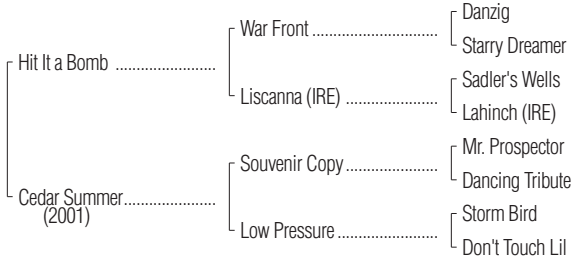 Danzig
War Front
Starry Dreamer
Hit It a Bomb
Sadler's Wells
Liscanna (IRE)
Lahinch (IRE)
Mr. Prospector
Souvenir Copy
Dancing Tribute
Cedar Summer
(2001)
Storm Bird
Low Pressure
Don't Touch Lil